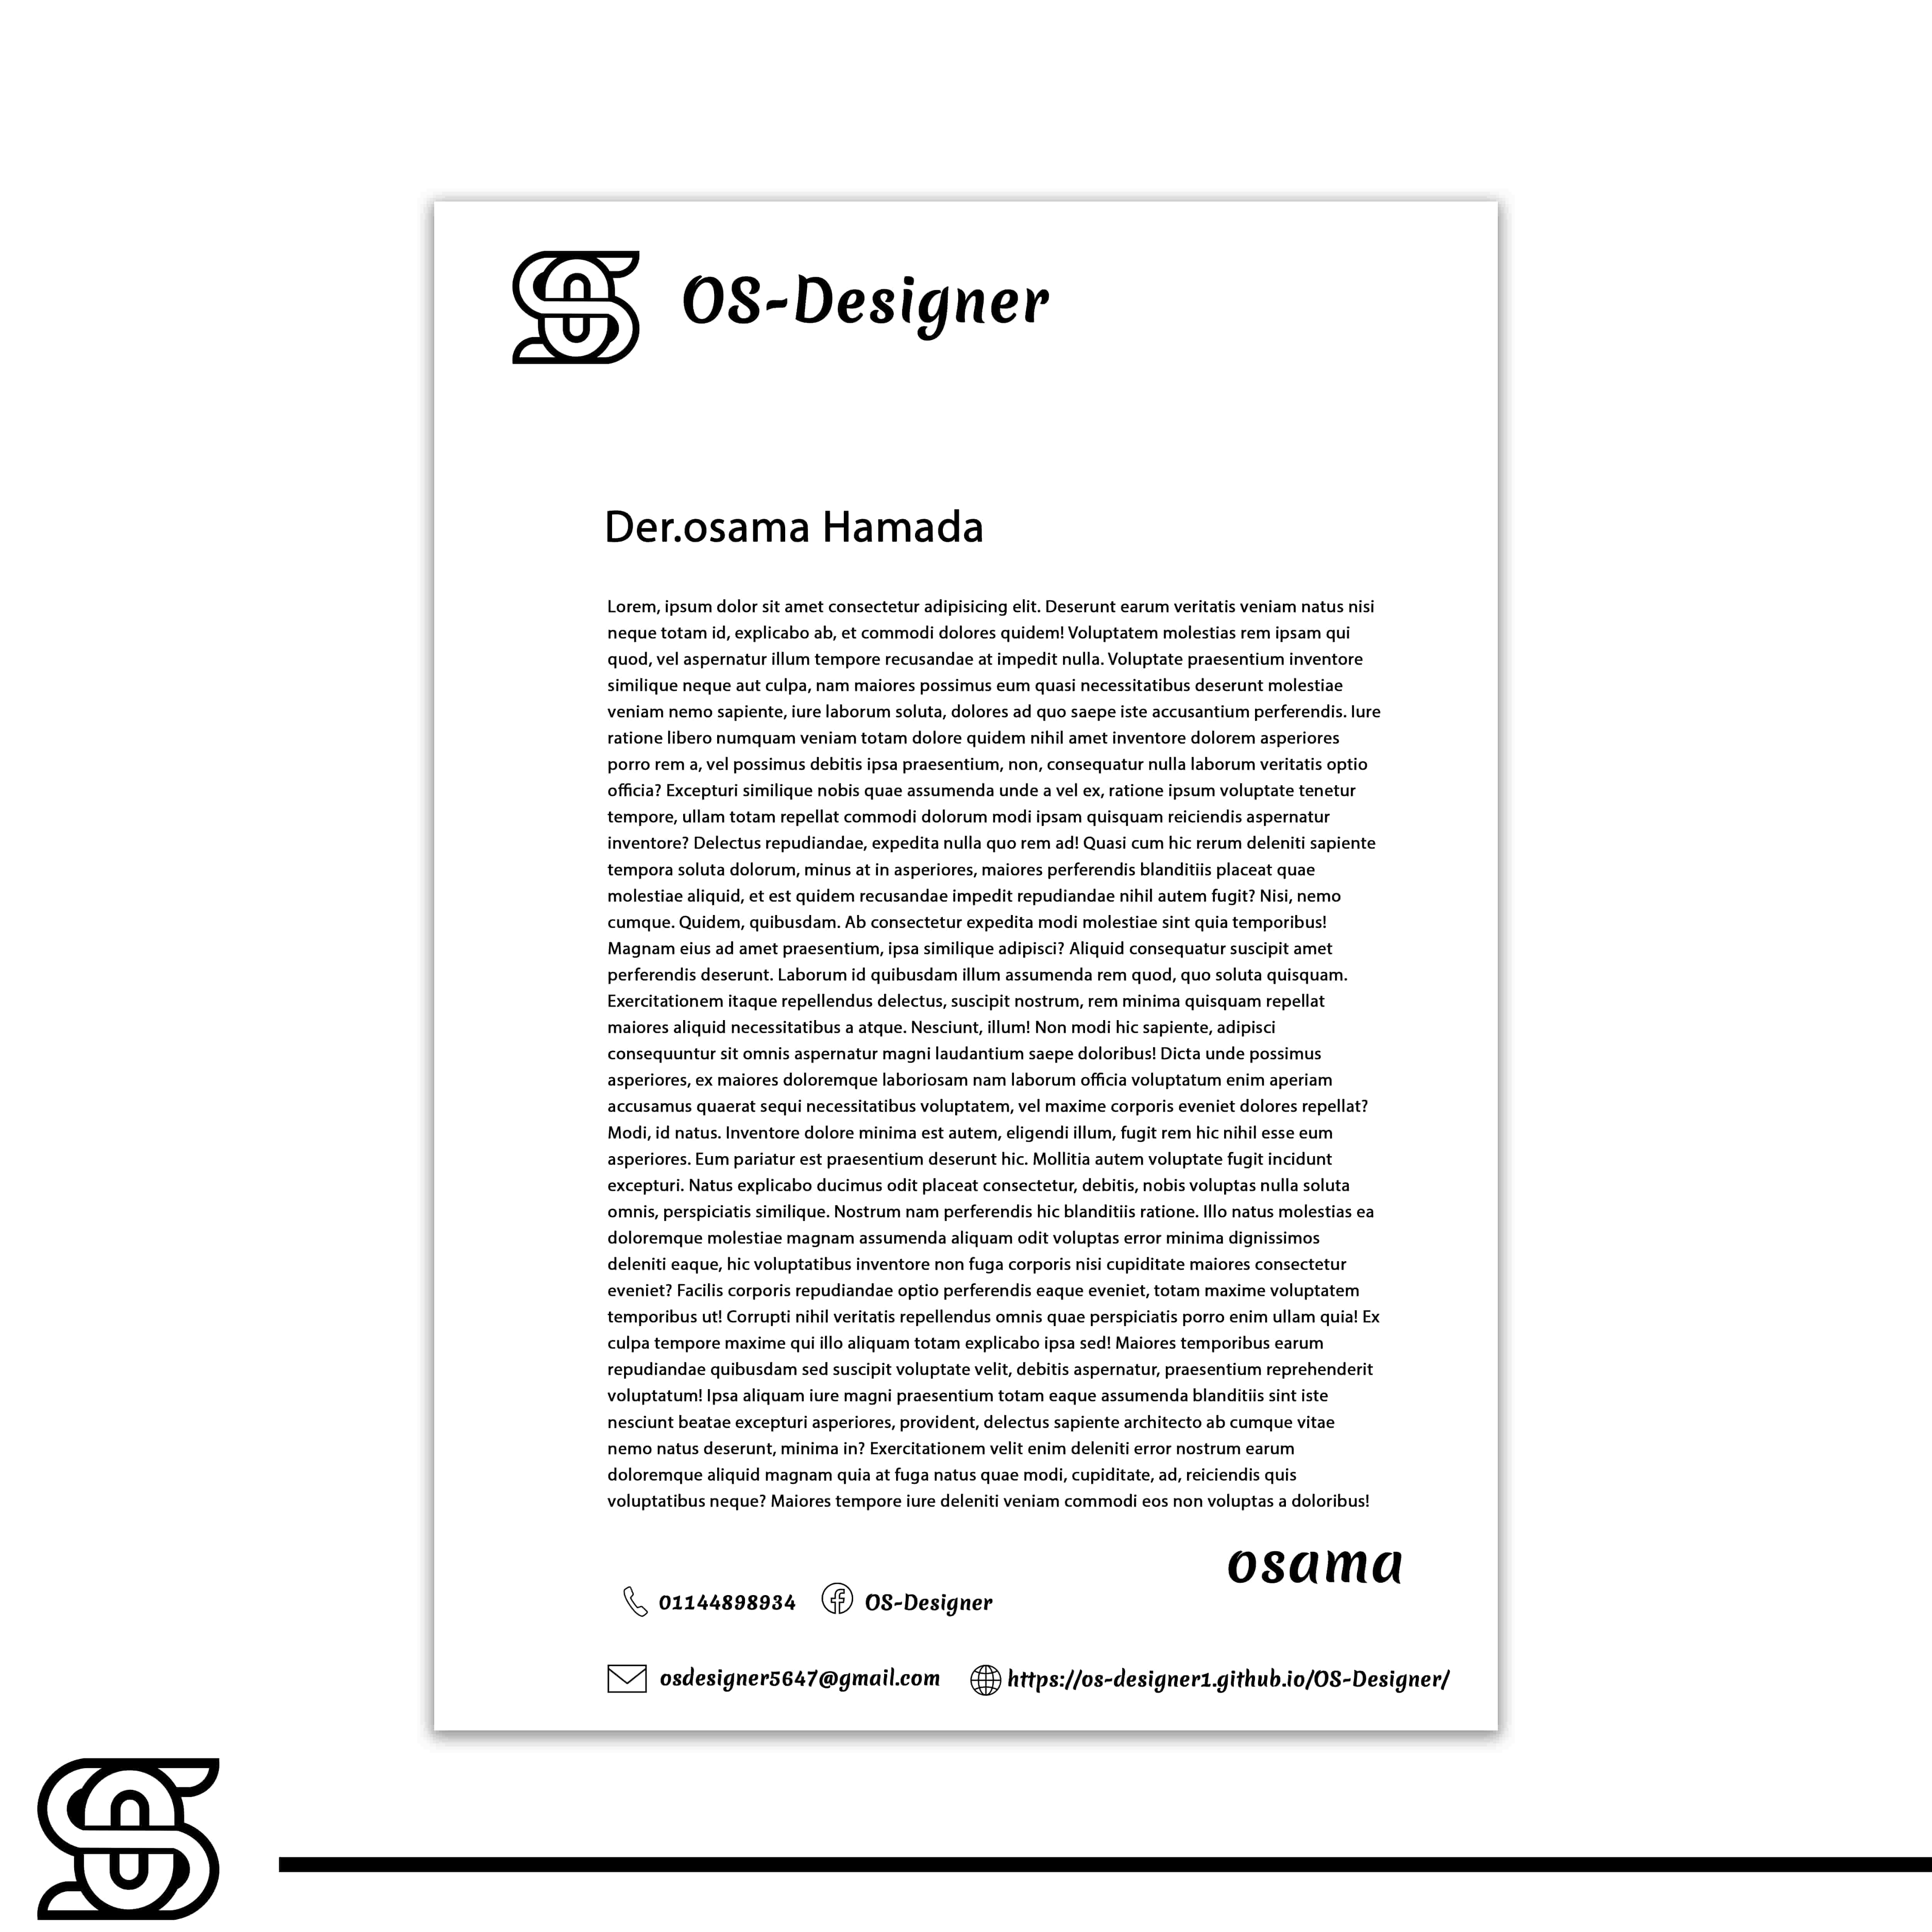 OS-Designer
Der.osama Hamada
Lorem, ipsum dolor sit amet consectetur adipisicing elit. Deserunt earum veritatis veniam natus nisi
neque totam id, explicabo ab, et commodi dolores quidem! Voluptatem molestias rem ipsam qui
quod, vel aspernatur illum tempore recusandae at impedit nulla. Voluptate praesentium inventore
similique neque aut culpa, nam maiores possimus eum quasi necessitatibus deserunt molestiae
veniam nemo sapiente, iure laborum soluta, dolores ad quo saepe iste accusantium perferendis. Iure
ratione libero numquam veniam totam dolore quidem nihil amet inventore dolorem asperiores
porro rem a, vel possimus debitis ipsa praesentium, non, consequatur nulla laborum veritatis optio
officia? Excepturi similique nobis quae assumenda unde a vel ex, ratione ipsum voluptate tenetur
tempore, ullam totam repellat commodi dolorum modi ipsam quisquam reiciendis aspernatur
inventore? Delectus repudiandae, expedita nulla quo rem ad! Quasi cum hic rerum deleniti sapiente
tempora soluta dolorum, minus at in asperiores, maiores perferendis blanditiis placeat quae
molestiae aliquid, et est quidem recusandae impedit repudiandae nihil autem fugit? Nisi, nemo
cumque. Quidem, quibusdam. Ab consectetur expedita modi molestiae sint quia temporibus!
Magnam eius ad amet praesentium, ipsa similique adipisci? Aliquid consequatur suscipit amet
perferendis deserunt. Laborum id quibusdam illum assumenda rem quod, quo soluta quisquam.
Exercitationem itaque repellendus delectus, suscipit nostrum, rem minima quisquam repellat
maiores aliquid necessitatibus a atque. Nesciunt, illum! Non modi hic sapiente, adipisci
consequuntur sit omnis aspernatur magni laudantium saepe doloribus! Dicta unde possimus
asperiores, ex maiores doloremque laboriosam nam laborum officia voluptatum enim aperiam
accusamus quaerat sequi necessitatibus voluptatem, vel maxime corporis eveniet dolores repellat?
Modi, id natus. Inventore dolore minima est autem, eligendi illum, fugit rem hic nihil esse eum
asperiores. Eum pariatur est praesentium deserunt hic. Mollitia autem voluptate fugit incidunt
excepturi. Natus explicabo ducimus odit placeat consectetur, debitis, nobis voluptas nulla soluta
omnis, perspiciatis similique. Nostrum nam perferendis hic blanditiis ratione. Illo natus molestias ea
doloremque molestiae magnam assumenda aliquam odit voluptas error minima dignissimos
deleniti eaque, hic voluptatibus inventore non fuga corporis nisi cupiditate maiores consectetur
eveniet? Facilis corporis repudiandae optio perferendis eaque eveniet, totam maxime voluptatem
temporibus ut! Corrupti nihil veritatis repellendus omnis quae perspiciatis porro enim ullam quia! Ex
culpa tempore maxime qui illo aliquam totam explicabo ipsa sed! Maiores temporibus earum
repudiandae quibusdam sed suscipit voluptate velit, debitis aspernatur, praesentium reprehenderit
voluptatum! Ipsa aliquam iure magni praesentium totam eaque assumenda blanditiis sint iste
nesciunt beatae excepturi asperiores, provident, delectus sapiente architecto ab cumque vitae
nemo natus deserunt, minima in? Exercitationem velit enim deleniti error nostrum earum
doloremque aliquid magnam quia at fuga natus quae modi, cupiditate, ad, reiciendis quis
voluptatibus neque? Maiores tempore iure deleniti veniam commodi eos non voluptas a doloribus!
osama
01144898934 OS-Designer
osdesigner5647@gmail.com https://os-designer1.github.io/OS-Designer/